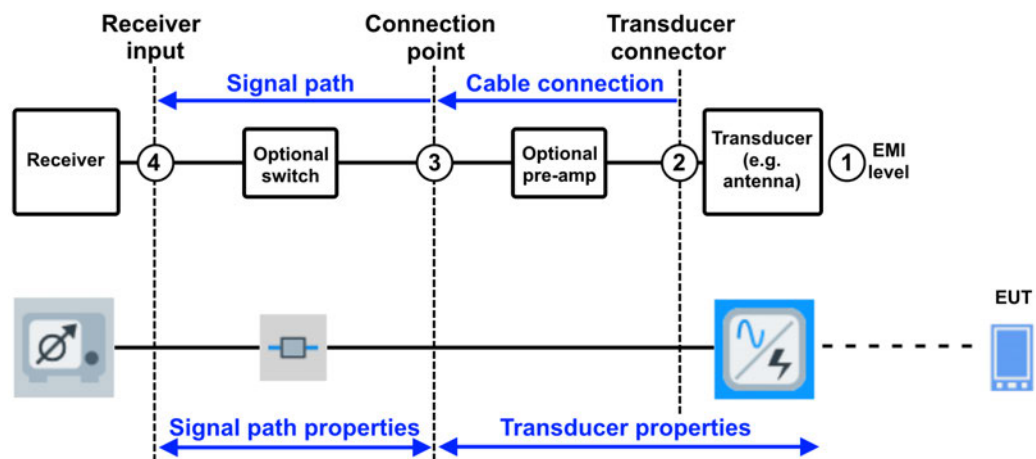 Receiver
input
Connection
point
Transducer
connector
Signal path
Cable connection
Receiver
4
Optional
switch
3
Optional
pre-amp
2
Transducer
(e.g.
antenna)
1
EMI
level
EUT
Signal path properties
Transducer properties